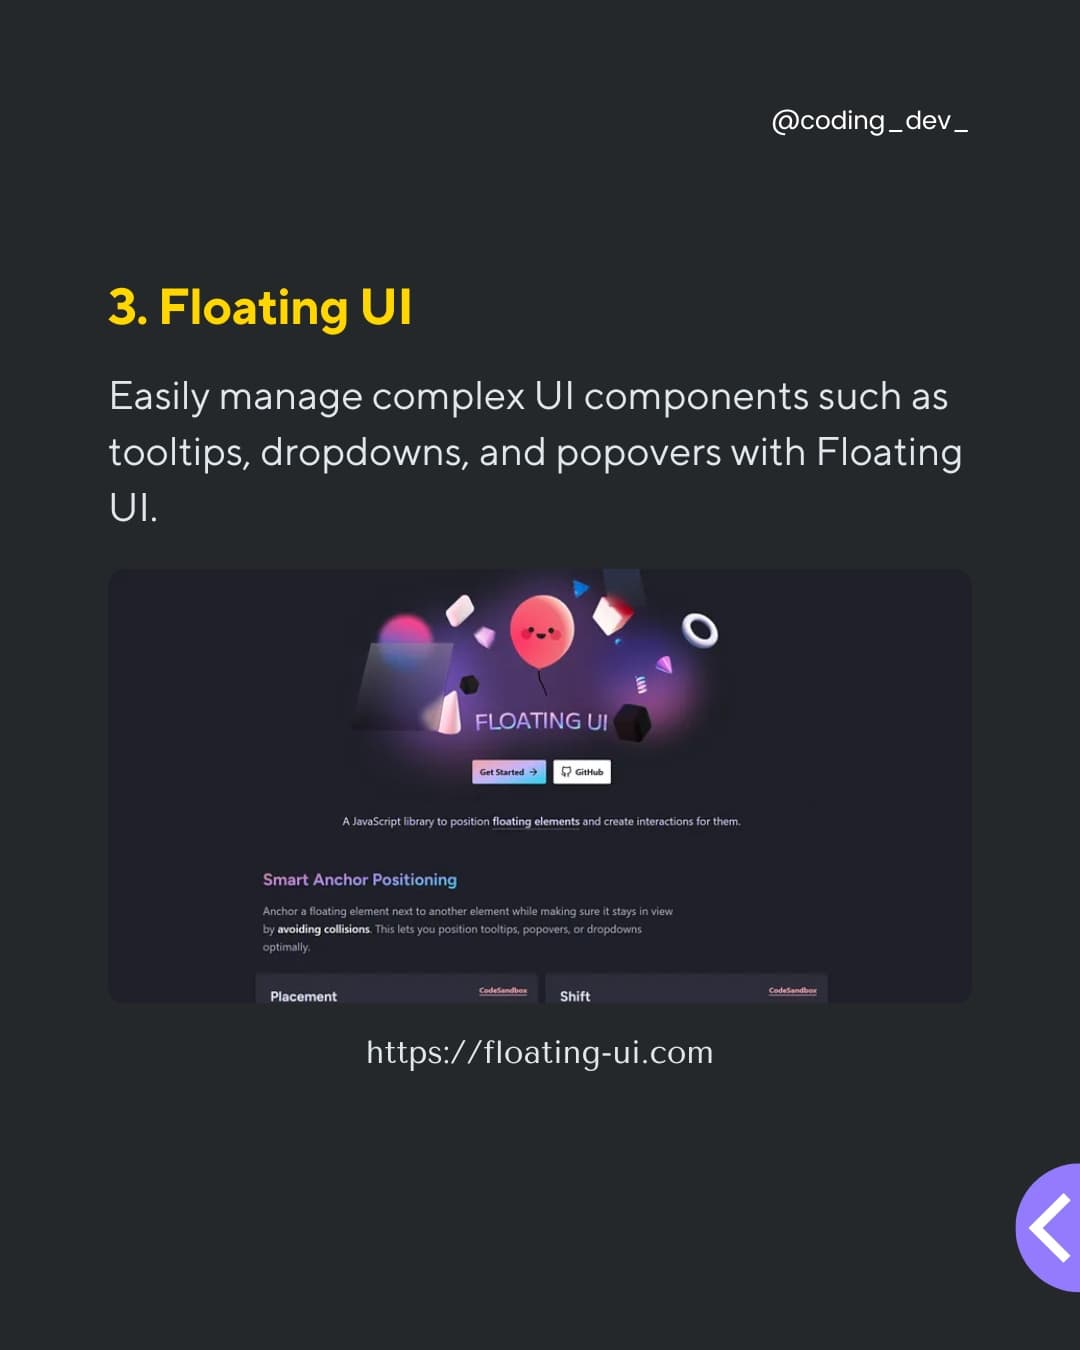 @coding_dev_
3. Floating UI
Easily manage complex UI components such as
tooltips, dropdowns, and popovers with Floating
UI.
FLOATING UI
Get Started →
GitHub
A JavaScript library to position floating elements and create interactions for them.
Smart Anchor Positioning
Anchor a floating element next to another element while making sure it stays in view
by avoiding collisions. This lets you position tooltips, popovers, or dropdowns
optimally.
Placement
CodeSandbox
Shift
CodeSandbox
https://floating-ui.com